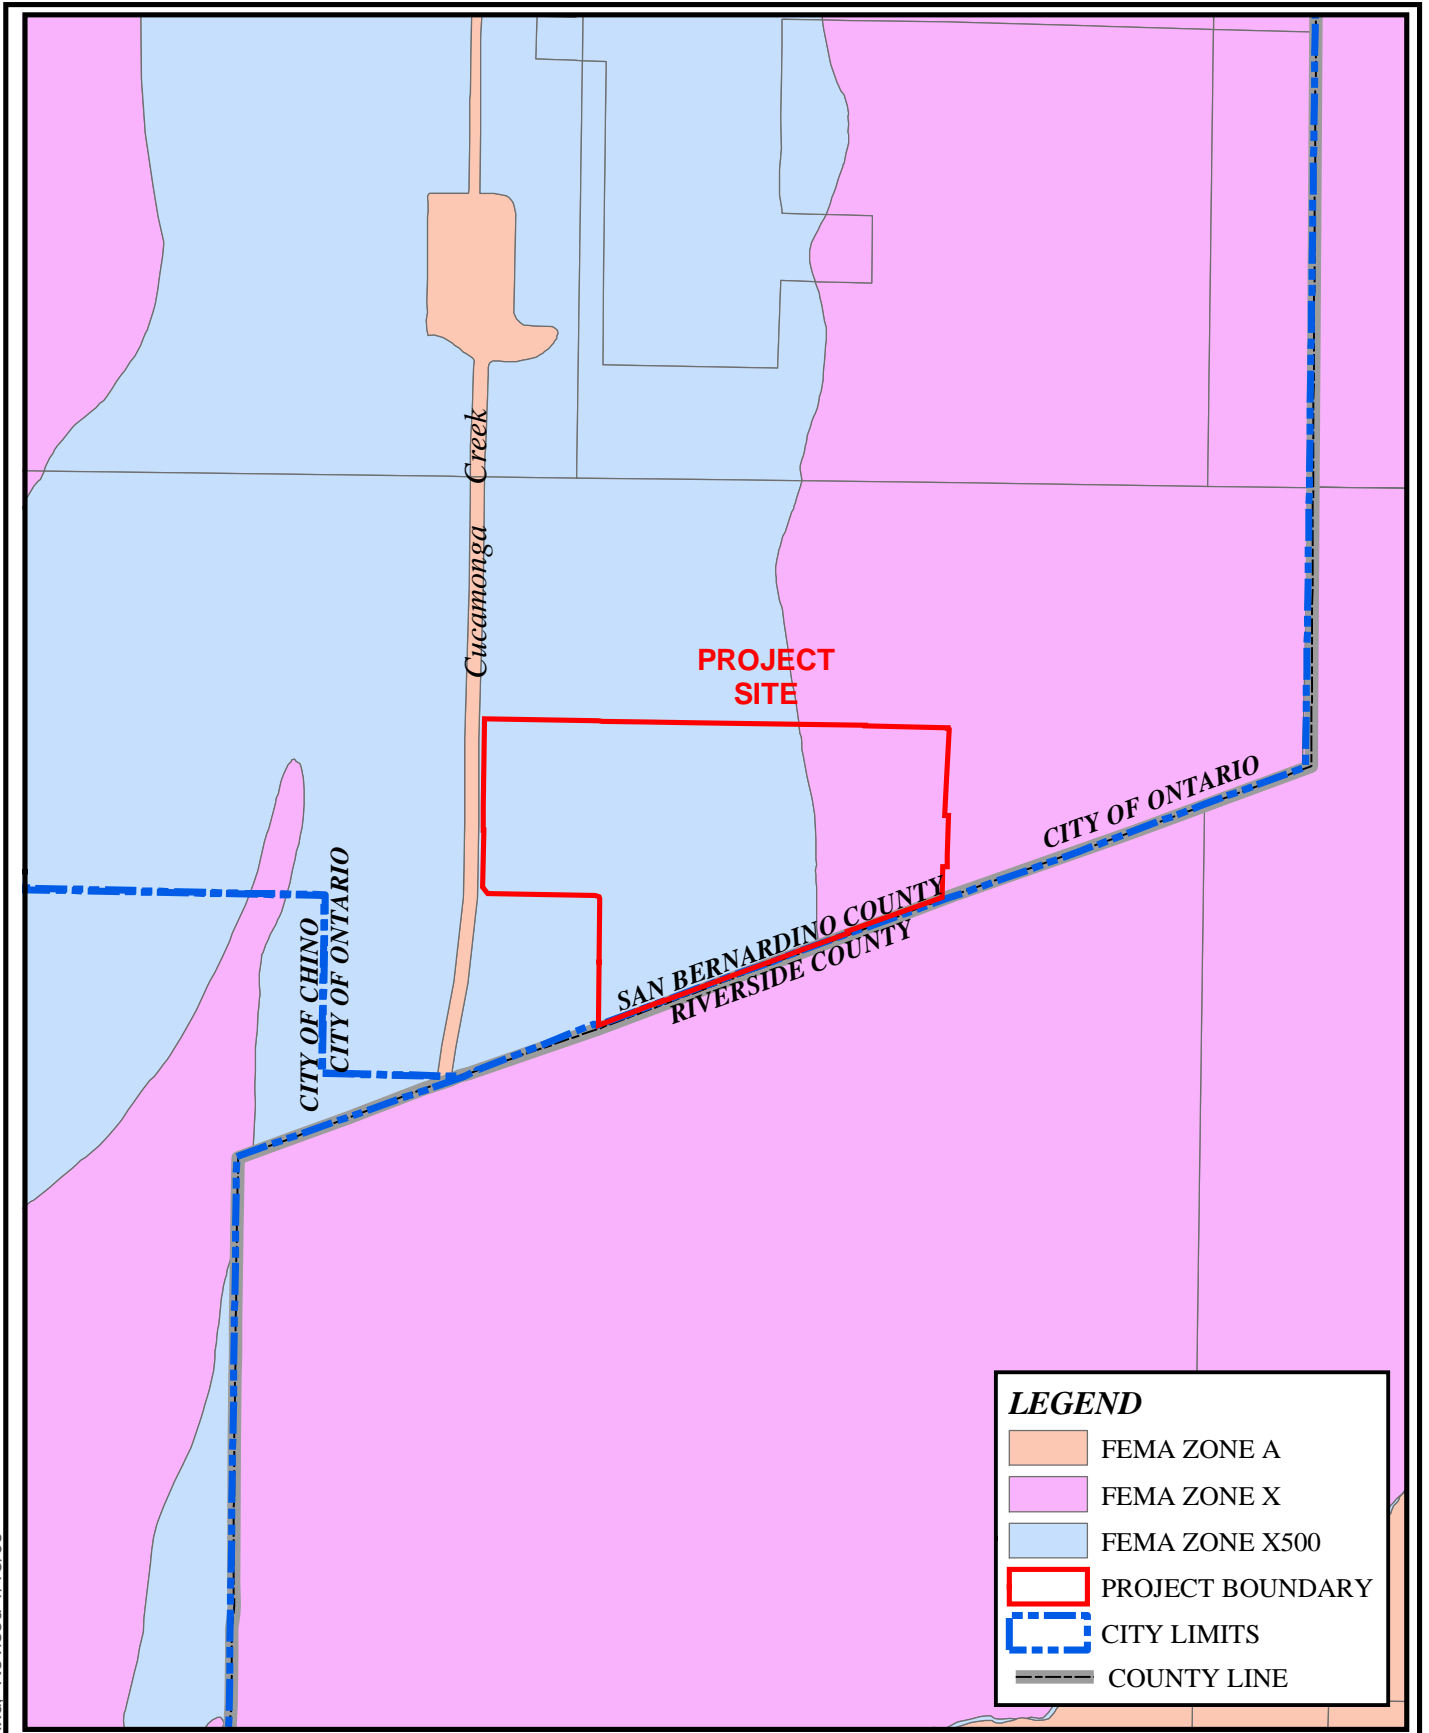 Cucamonga Creek
PROJECT
SITE
CITY OF ONTARIO
SAN BERNARDINO COUNTY
RIVERSIDE COUNTY
CITY OF CHINO
CITY OF ONTARIO
LEGEND
FEMA ZONE A
FEMA ZONE X
FEMA ZONE X500
PROJECT BOUNDARY
CITY LIMITS
COUNTY LINE